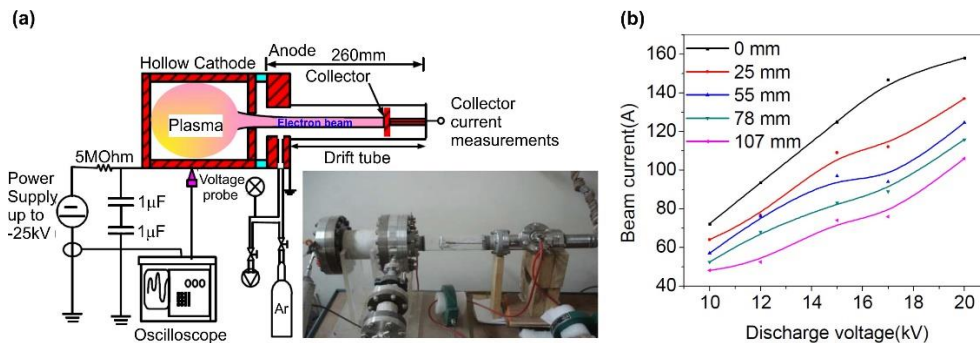 (a)
Anode
260mm
Hollow Cathode
Collector
Plasma
Electron beam
Collector
current
measurements
Drift tube
5MOhm
Power
Supply
up to
-25kV
1μF
1μF
Voltage
probe
Oscilloscope
Ar
(b)
Beam current(A)
160
140
120
100
80
60
40
0 mm
25 mm
55 mm
78 mm
107 mm
10 12 14 16 18 20
Discharge voltage(kV)